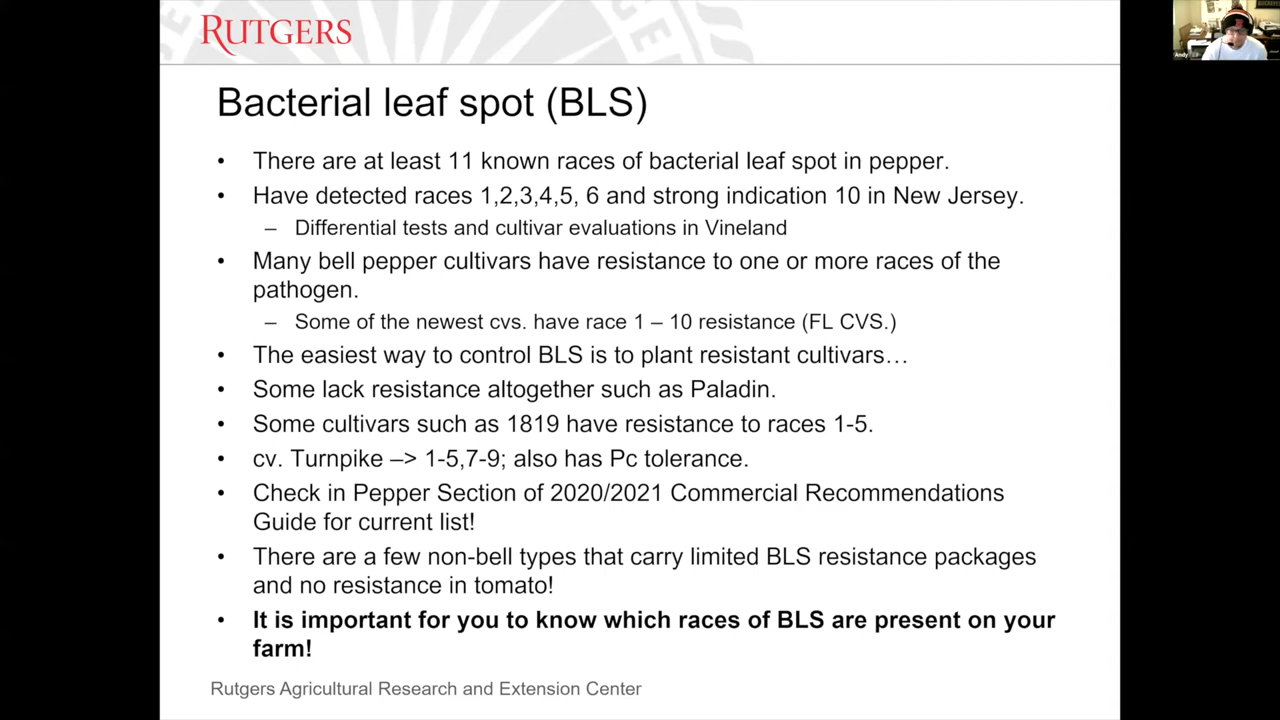 RUTGERS
Andy
Bacterial leaf spot (BLS)
• There are at least 11 known races of bacterial leaf spot in pepper.
• Have detected races 1,2,3,4,5, 6 and strong indication 10 in New Jersey.
– Differential tests and cultivar evaluations in Vineland
• Many bell pepper cultivars have resistance to one or more races of the
pathogen.
– Some of the newest cvs. have race 1 – 10 resistance (FL CVS.)
• The easiest way to control BLS is to plant resistant cultivars…
• Some lack resistance altogether such as Paladin.
• Some cultivars such as 1819 have resistance to races 1-5.
• cv. Turnpike –> 1-5,7-9; also has Pc tolerance.
• Check in Pepper Section of 2020/2021 Commercial Recommendations
Guide for current list!
• There are a few non-bell types that carry limited BLS resistance packages
and no resistance in tomato!
• It is important for you to know which races of BLS are present on your
farm!
Rutgers Agricultural Research and Extension Center